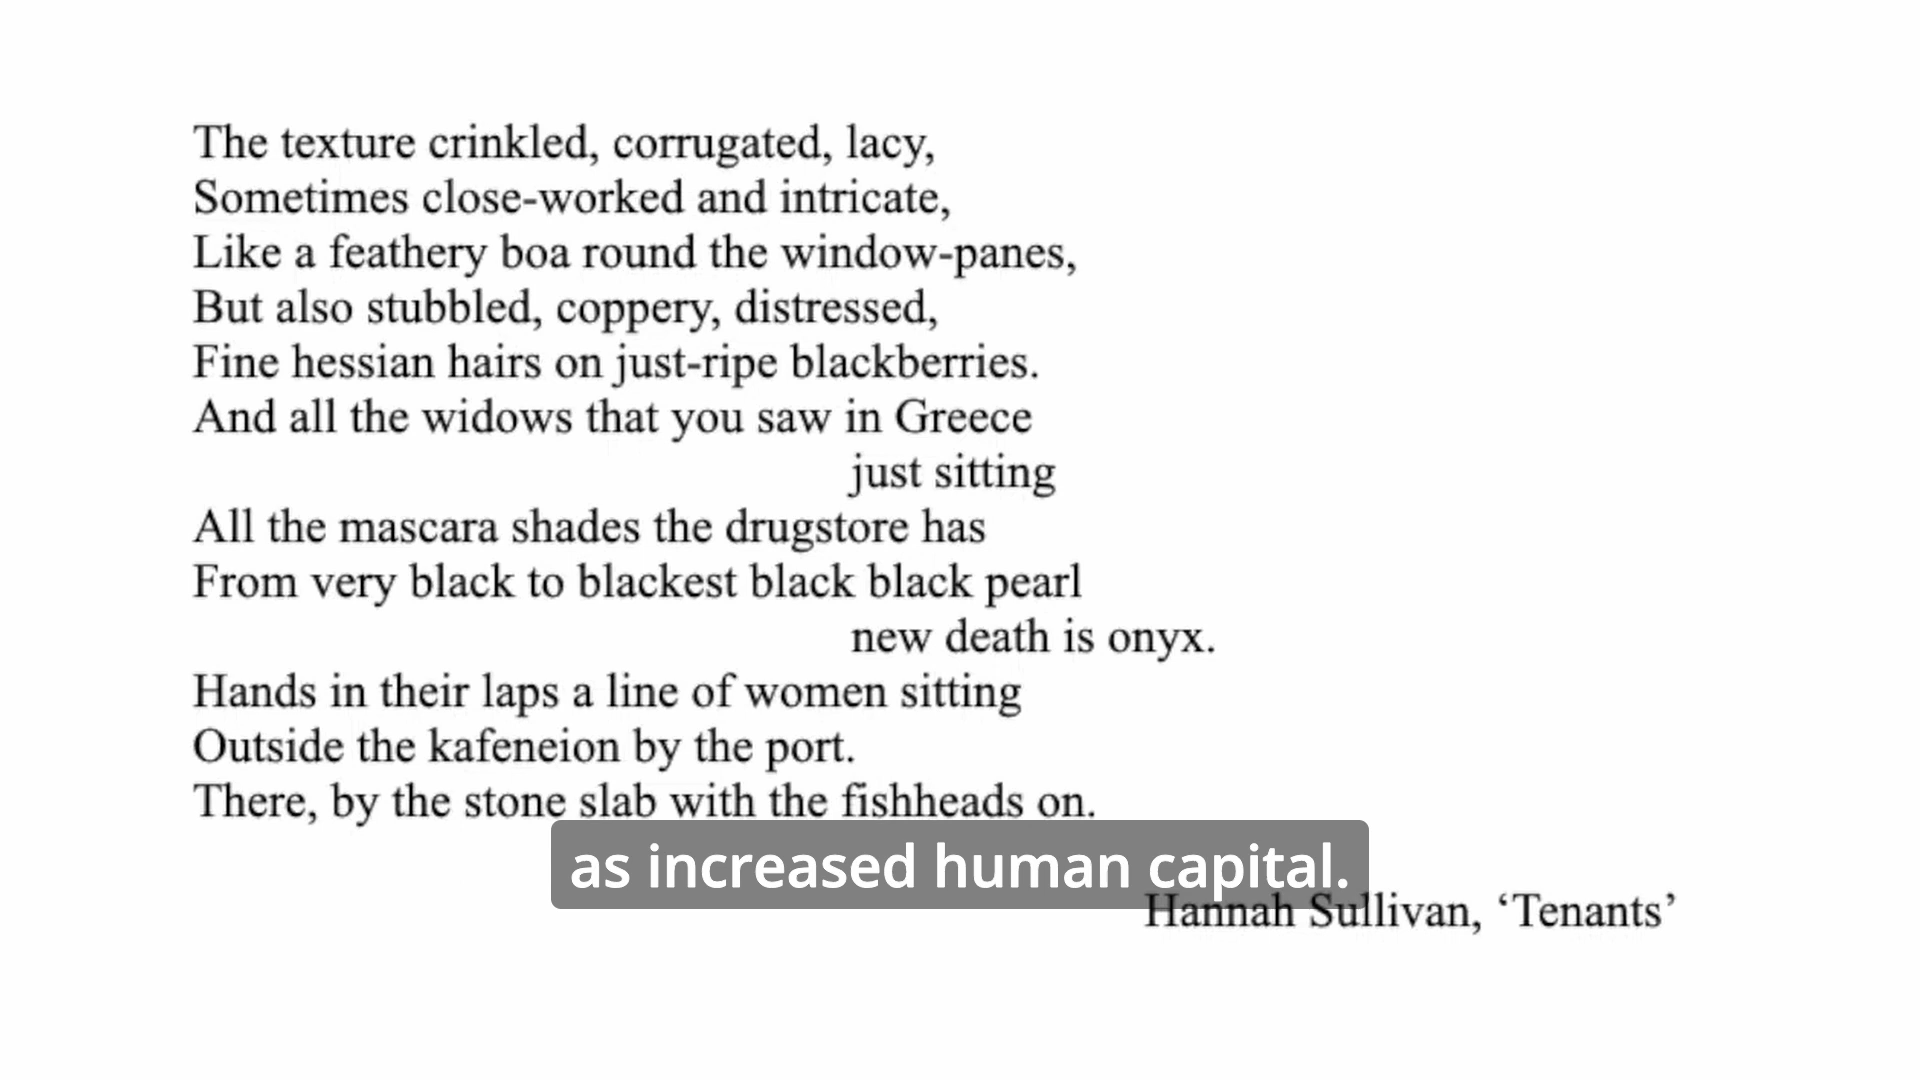 The texture crinkled, corrugated, lacy,
Sometimes close-worked and intricate,
Like a feathery boa round the window-panes,
But also stubbled, coppery, distressed,
Fine hessian hairs on just-ripe blackberries.
And all the widows that you saw in Greece
just sitting
All the mascara shades the drugstore has
From very black to blackest black black pearl
new death is onyx.
Hands in their laps a line of women sitting
Outside the kafeneion by the port.
There, by the stone slab with the fishheads on.
as increased human capital.
Hannah Sullivan, ‘Tenants’